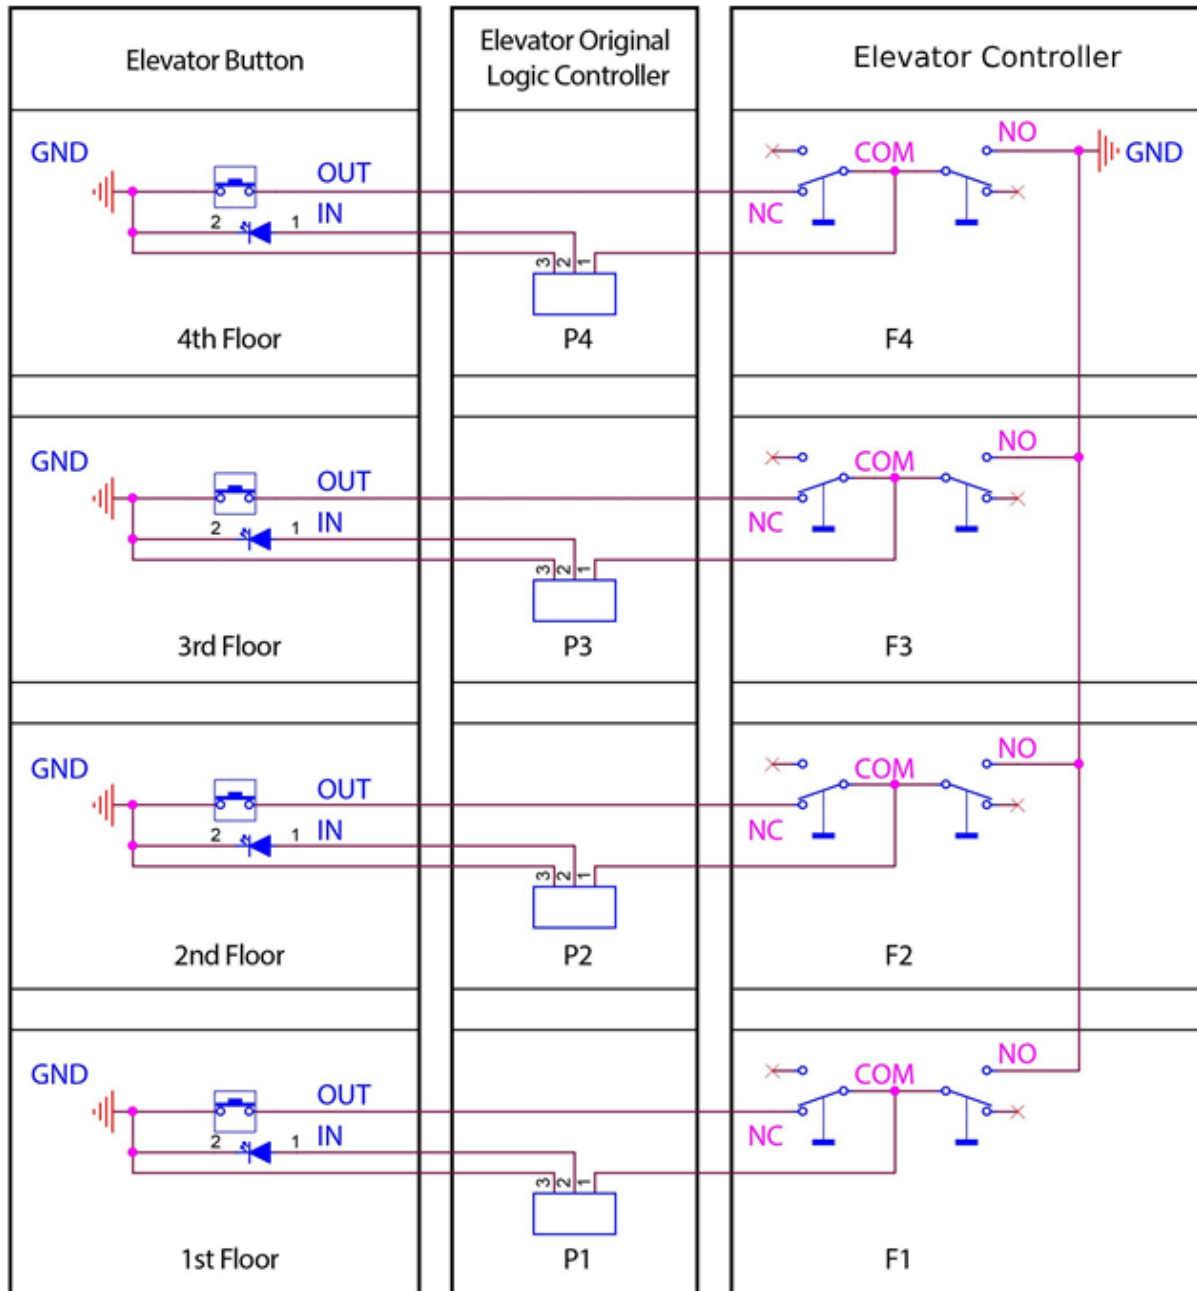 Elevator Button
Elevator Original
Logic Controller
Elevator Controller
GND
OUT
IN
2
1
3
2
1
4th Floor
P4
NC
COM
NO
GND
F4
GND
OUT
IN
2
1
3
2
1
3rd Floor
P3
NC
COM
NO
F3
GND
OUT
IN
2
1
3
2
1
2nd Floor
P2
NC
COM
NO
F2
GND
OUT
IN
2
1
3
2
1
1st Floor
P1
NC
COM
NO
F1